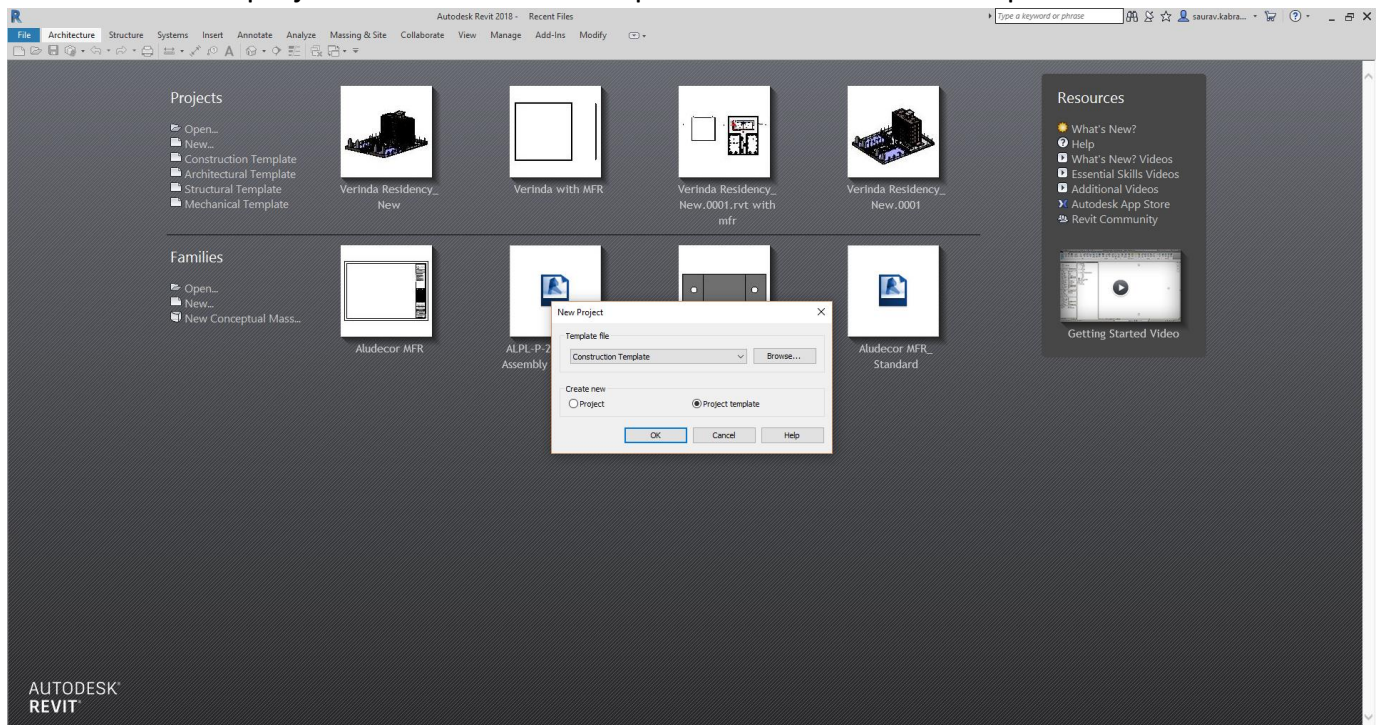 Autodesk Revit 2018 - Recent Files
Type a keyword or phrase
saurav.kabra...
File Architecture Structure Systems Insert Annotate Analyze Massing & Site Collaborate View Manage Add-Ins Modify
Projects
Open...
New...
Construction Template
Architectural Template
Structural Template
Mechanical Template
Verinda Residency_
New
Verinda with MFR
Verinda Residency_
New.0001.rvt with
mfr
Verinda Residency_
New.0001
Resources
What's New?
Help
What's New? Videos
Essential Skills Videos
Additional Videos
Autodesk App Store
Revit Community
Getting Started Video
Families
Open...
New...
New Conceptual Mass...
Aludecor MFR
ALPL-P-2
Assembly
Aludecor MFR_
Standard
New Project
Template file
Construction Template
Browse...
Create new
Project
Project template
OK
Cancel
Help
AUTODESK®
REVIT®